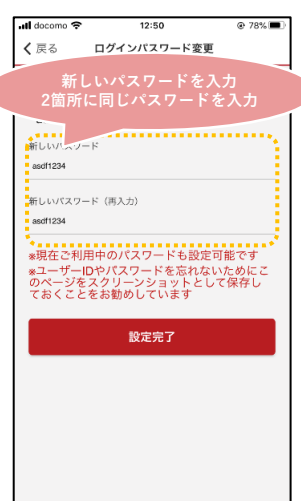 docomo 12:50 78%
戻る ログインパスワード変更
新しいパスワードを入力
2箇所に同じパスワードを入力
新しいパスワード
asdf1234
新しいパスワード（再入力）
asdf1234
※現在ご利用中のパスワードも設定可能です
※ユーザーIDやパスワードを忘れないためにこ
のページをスクリーンショットとして保存し
ておくことをお勧めしています
設定完了